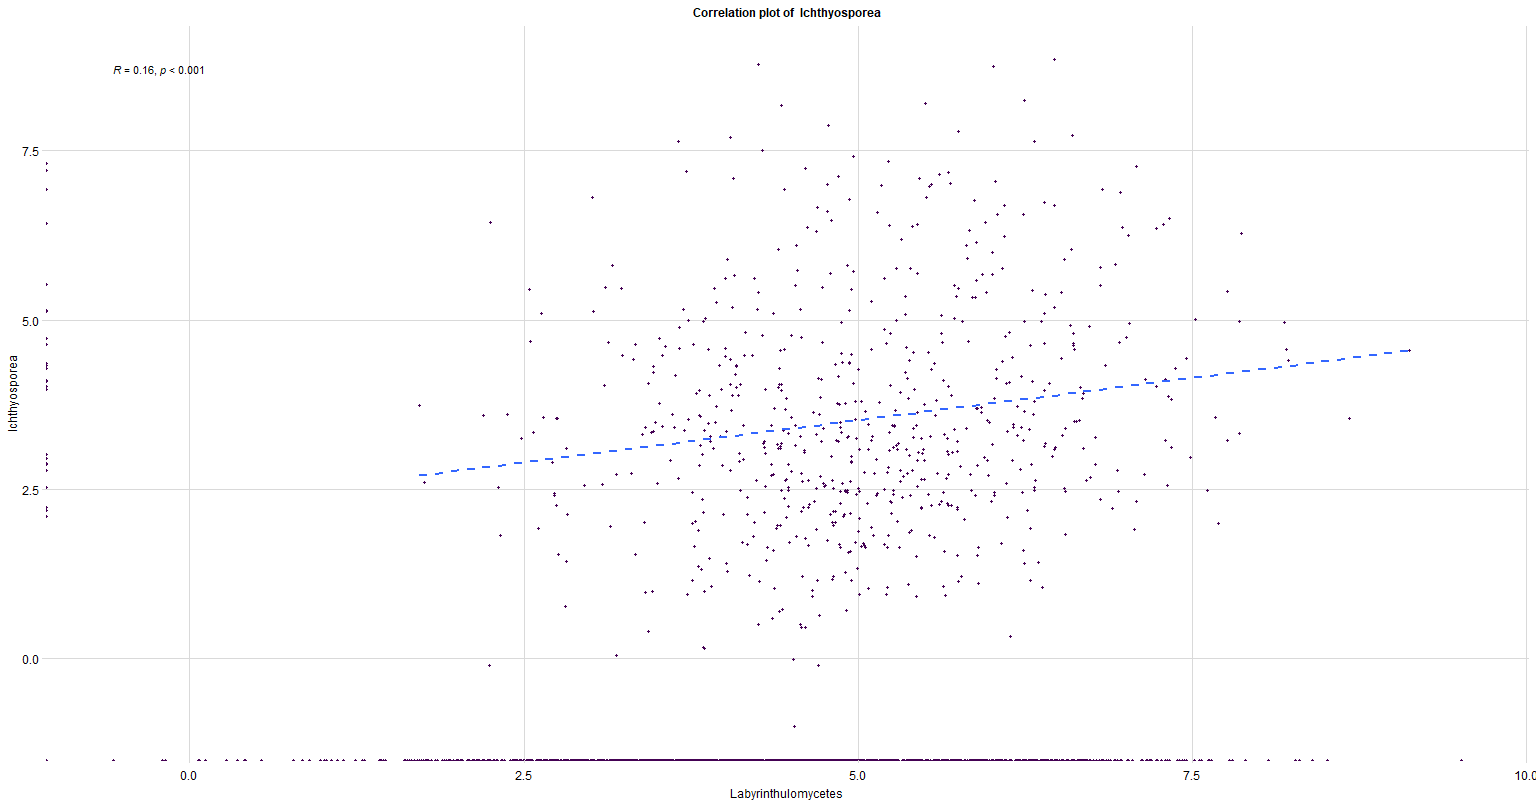 Correlation plot of Ichthyosporea
R = 0.16, p < 0.001
7.5
5.0
2.5
0.0
Ichthyosporea
0.0 2.5 5.0 7.5 10.0
Labyrinthulomycetes